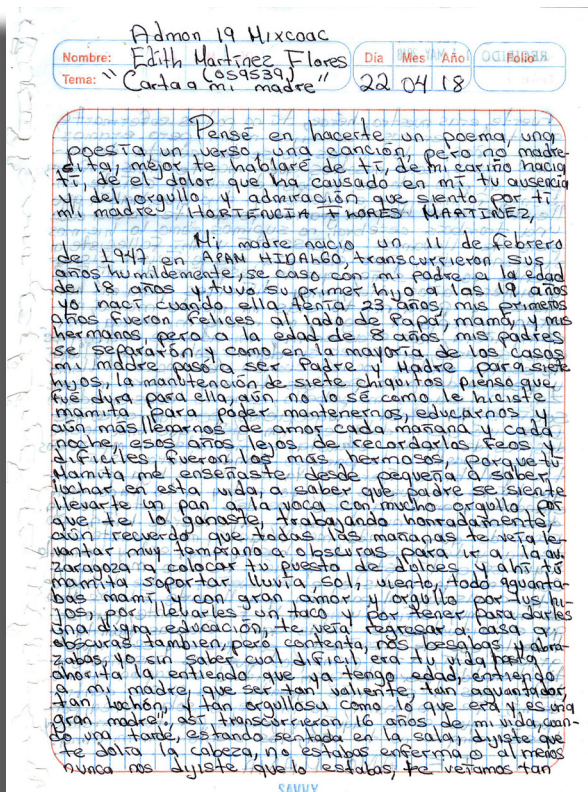 Admon 19 Mixcoac
Nombre: Edith Martínez Flores
(059539)
Tema: "Carta a mi madre"
Día Mes Año
22 04 18
Folio
Pensé en hacerte un poema, una
poesía un verso una canción, pero no madre-
cita, mejor te hablaré de tí, de mi cariño hacia
tí, de el dolor que ha causado en mí tu ausencia
y del orgullo y admiración que siento por tí
mi madre, HORTENCIA FLORES MARTINEZ,
Mi madre nacio un 11 de febrero
de 1947 en APAN HIDALGO, transcurrieron sus
años humildemente, se caso con mi padre a la edad
de 18 años y tuvo su primer hijo a las 19 años
yo nací cuando ella tenía 23 años mis primeros
años fueron felices al lado de Papá, mamá, y mis
hermanos, pero a la edad de 8 años mis padres
se separarón y como en la mayoría de los casos
mi madre pasó a ser Padre y Madre para siete
hijos, la manutención de siete chiquitos pienso que
fué dura para ella, aún no lo sé como le hiciste
mamita para poder mantenernos, educarnos y
aún más llenarnos de amor cada mañana y cada
noche, esos años lejos de recordarlos feos y
difíciles fueron los más hermosos, porque tú
Mamita me enseñaste desde pequeña a saber
luchar en esta vida, a saber que padre se siente
llevarte un pan a la voca con mucho orgullo por
que te lo ganaste, trabajando honradamente,
aún recuerdo que todas las mañanas te veía le-
vantar muy temprano a obscuras para ir a la av.
zaragoza a colocar tu puesto de dulces y ahí tú
mamita soportar lluvia, sol, viento, todo aguanta-
bas mami y con gran amor y orgullo por tus hi-
jos, por llevarles un taco y por tener para darles
una digna educación, te veía regresar a casa a
obscuras tambien, pero contenta, nos besabas y abra-
zabas, yo sin saber cual difícil era tu vida hasta
ahorita la entiendo que ya tengo edad, entiendo
a mi madre, que ser tan valiente, tan aguantador,
tan luchón, y tan orgullosa como lo que era y es una
gran madre", así transcurrieron 16 años de mi vida, cuan-
do una tarde, estando sentada en la sala, dijiste que
te dolía la cabeza, no estabas enferma o al menos
nunca nos dijiste que lo estabas, te veíamos tan
SAVVY